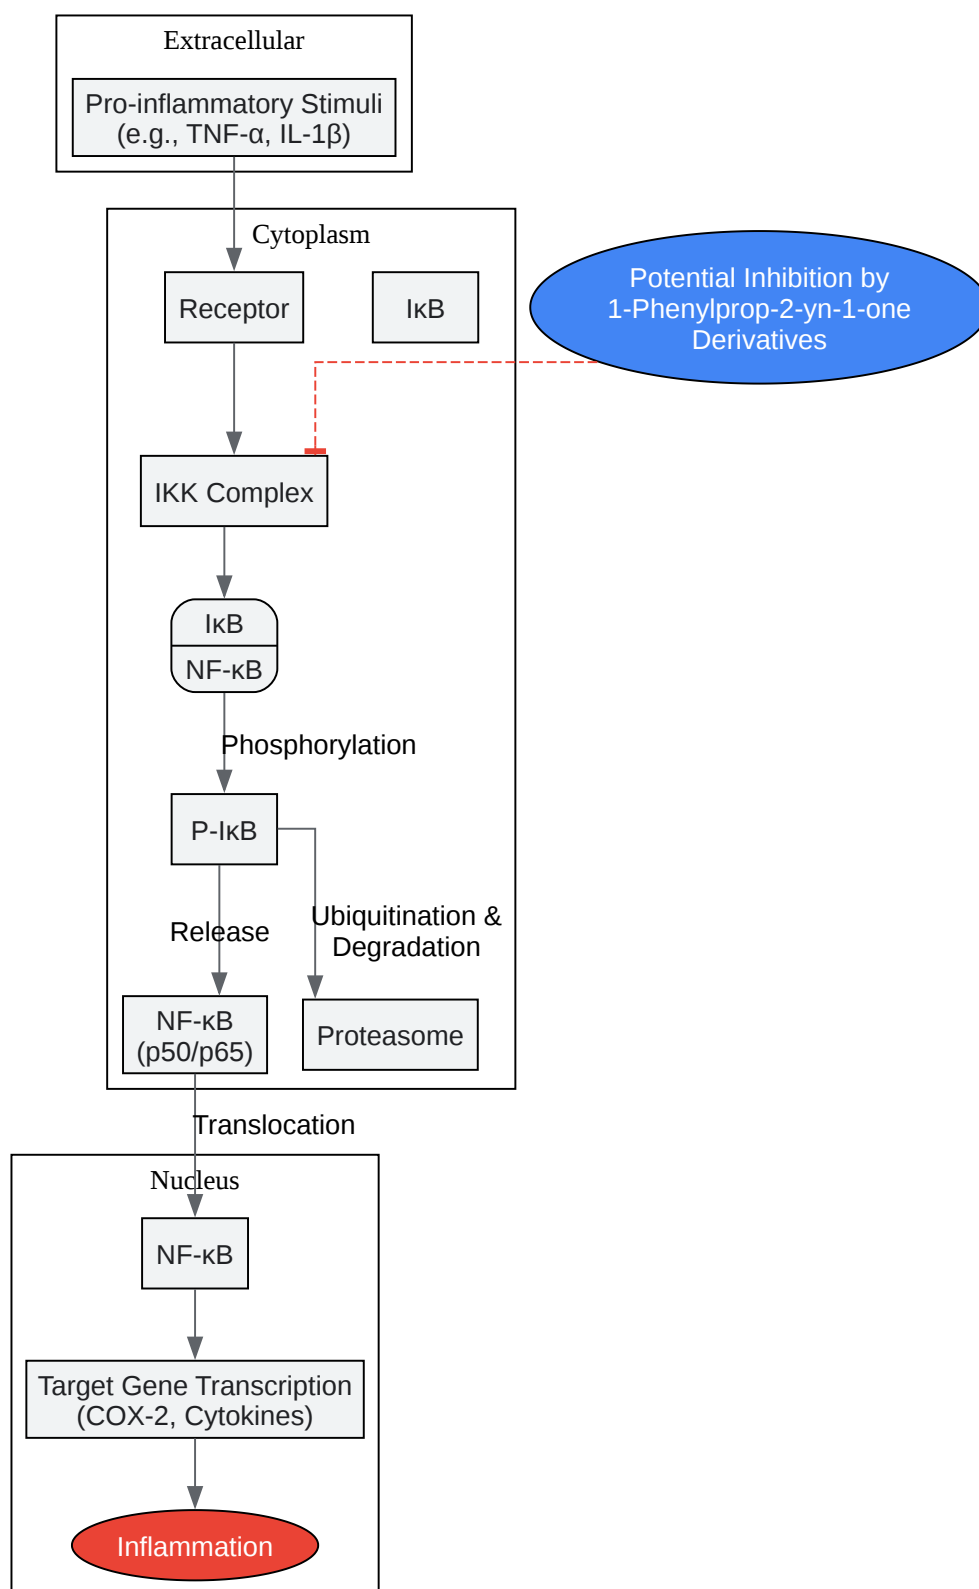 Extracellular
Pro-inflammatory Stimuli
(e.g., TNF-α, IL-1β)
Cytoplasm
Receptor
IκB
Potential Inhibition by
1-Phenylprop-2-yn-1-one
Derivatives
IKK Complex
IκB
NF-κB
Phosphorylation
P-IκB
Release
Ubiquitination &
Degradation
NF-κB
(p50/p65)
Proteasome
Translocation
Nucleus
NF-κB
Target Gene Transcription
(COX-2, Cytokines)
Inflammation